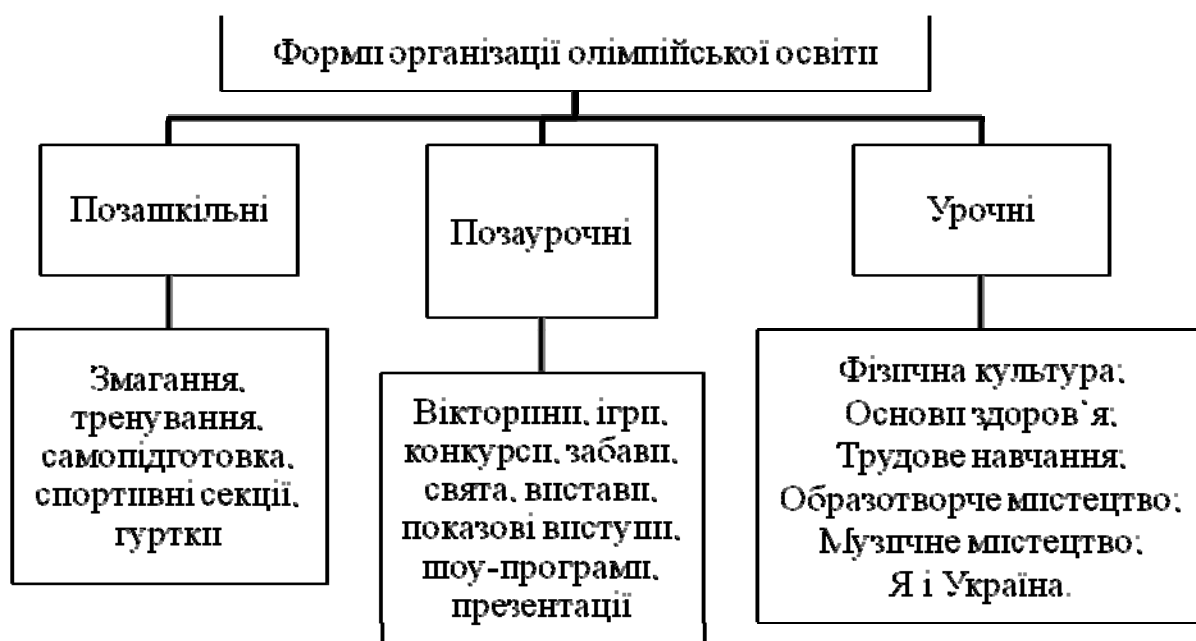 Форми організації олімпійської освіти
Позашкільні
Позаурочні
Урочні
Змагання,
тренування,
самопідготовка,
спортивні секції,
гуртки
Вікторини, ігри,
конкурси, забави,
свята, вистави,
показові виступи,
шоу-програми,
презентації
Фізична культура;
Основи здоров`я;
Трудове навчання;
Образотворче мистецтво;
Музичне мистецтво;
Я і Україна.